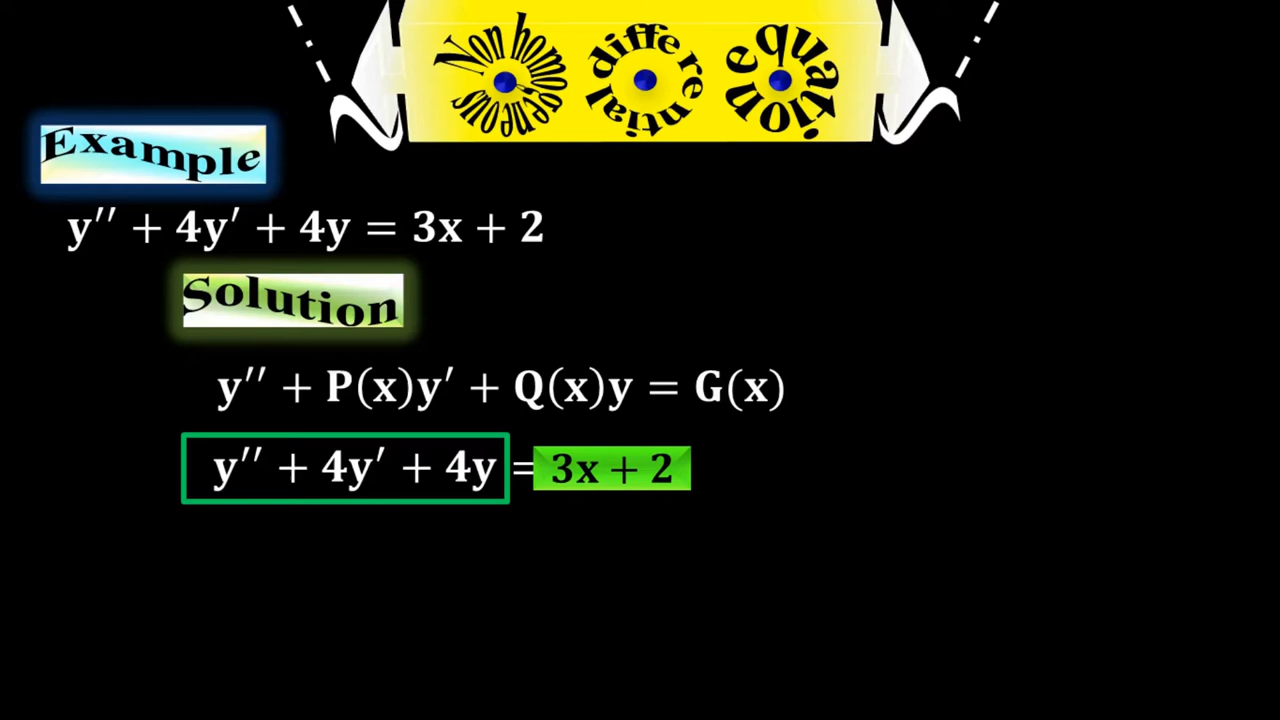 Non homogeneous differential equation
Example
y′′ + 4y′ + 4y = 3x + 2
Solution
y′′ + P(x)y′ + Q(x)y = G(x)
y′′ + 4y′ + 4y = 3x + 2